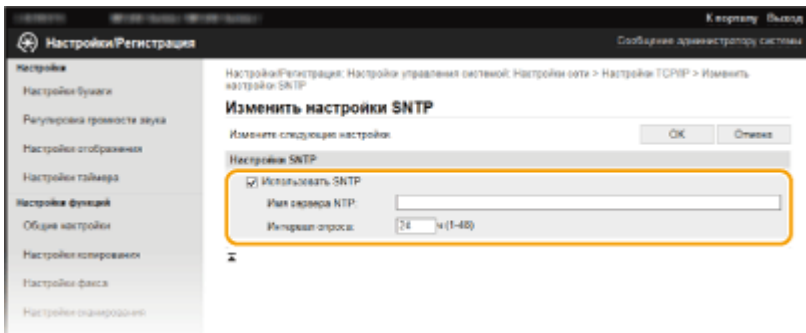 К порталу Выход
Настройки/Регистрация
Сообщение администратору системы
Настройки
Настройки бумаги
Регулировка громкости звука
Настройки отображения
Настройки таймера
Настройки функций
Общие настройки
Настройки копирования
Настройки факса
Настройки сканирования
Настройки/Регистрация: Настройки управления системой: Настройки сети > Настройки TCP/IP > Изменить
настройки SNTP
Изменить настройки SNTP
Измените следующие настройки
OK Отмена
Настройки SNTP
Использовать SNTP
Имя сервера NTP:
Интервал опроса: 24 ч (1-48)